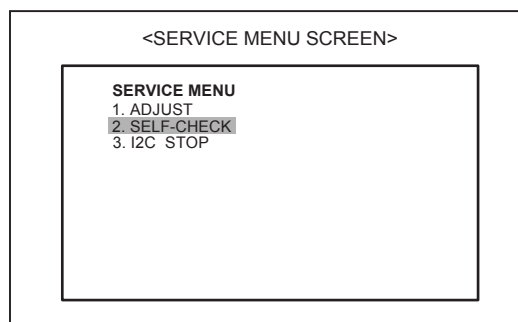 <SERVICE MENU SCREEN>
SERVICE MENU
1. ADJUST
2. SELF-CHECK
3. I2C  STOP